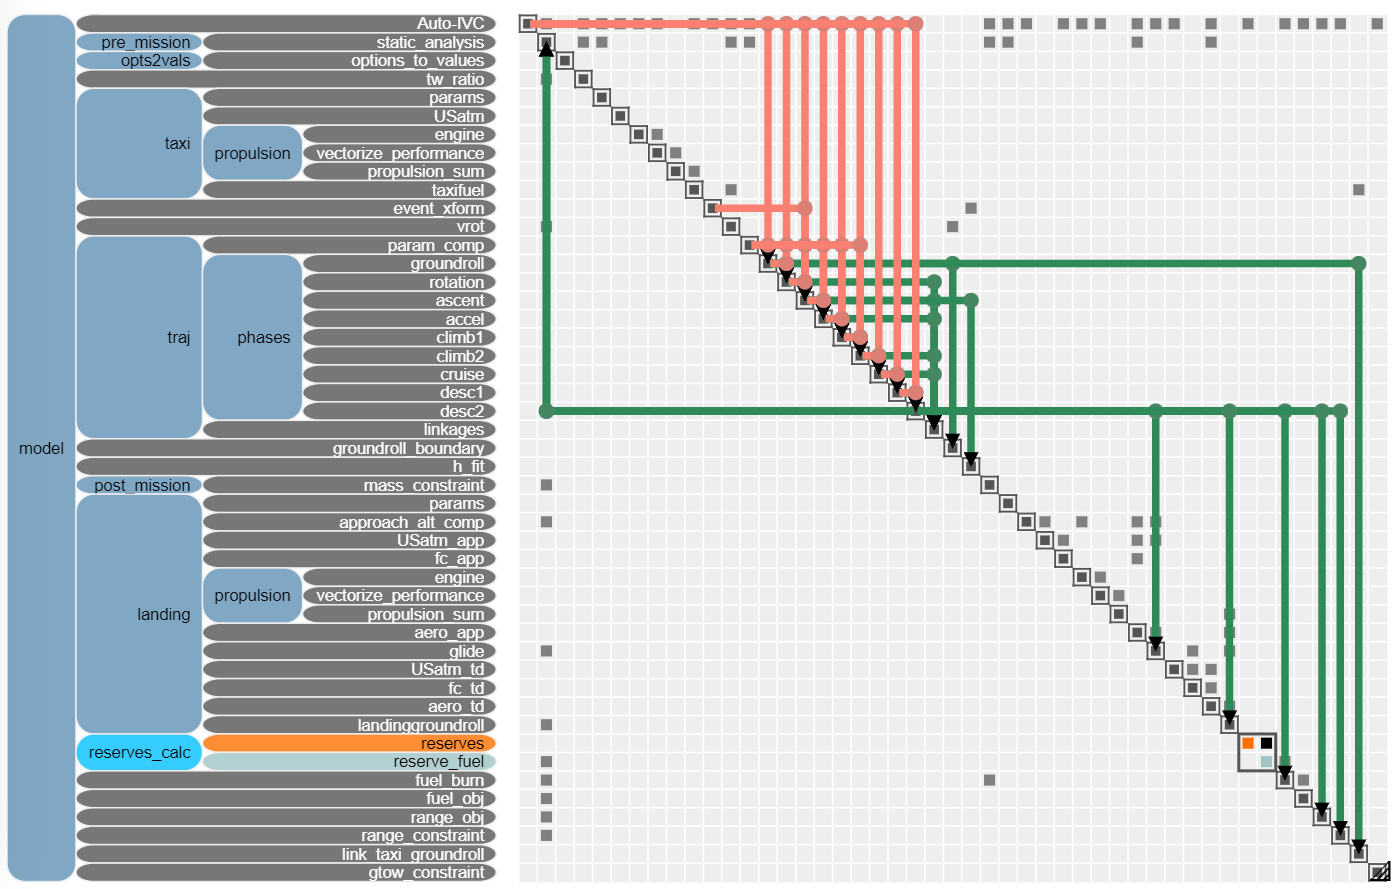 Auto-IVC
pre_mission static_analysis
opts2vals options_to_values
tw_ratio
params
USatm
taxi
engine
propulsion vectorize_performance
propulsion_sum
taxifuel
event_xform
vrot
param_comp
groundroll
rotation
ascent
accel
traj phases climb1
climb2
cruise
desc1
desc2
linkages
model groundroll_boundary
h_fit
post_mission mass_constraint
params
approach_alt_comp
USatm_app
fc_app
engine
propulsion vectorize_performance
landing propulsion_sum
aero_app
glide
USatm_td
fc_td
aero_td
landinggroundroll
reserves
reserves_calc
reserve_fuel
fuel_burn
fuel_obj
range_obj
range_constraint
link_taxi_groundroll
gtow_constraint